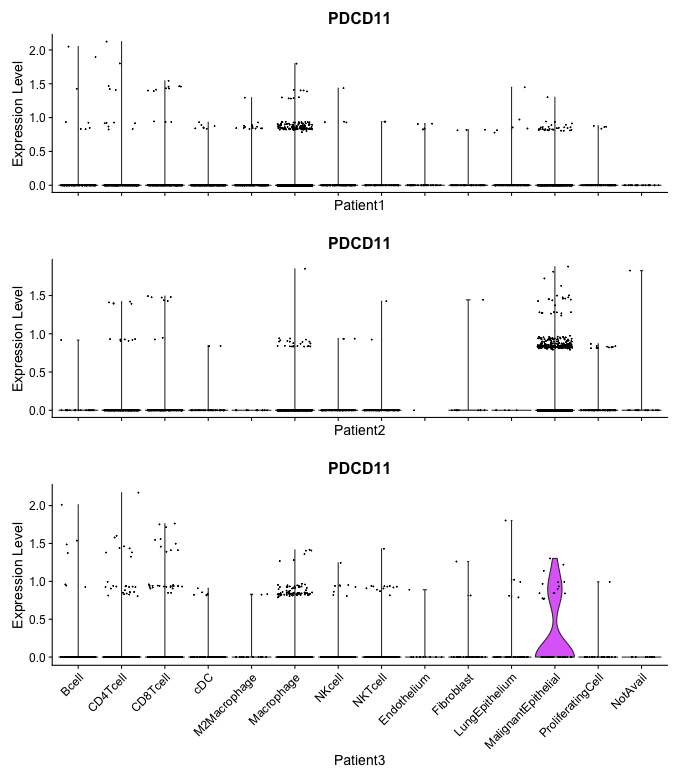 PDCD11
Expression Level
2.0
1.5
1.0
0.5
0.0
Patient1
PDCD11
Expression Level
1.5
1.0
0.5
0.0
Patient2
PDCD11
Expression Level
2.0
1.5
1.0
0.5
0.0
Bcell
CD4Tcell
CD8Tcell
cDC
M2Macrophage
Macrophage
NKcell
NKTcell
Endothelium
Fibroblast
LungEpithelium
MalignantEpithelial
ProliferatingCell
NotAvail
Patient3